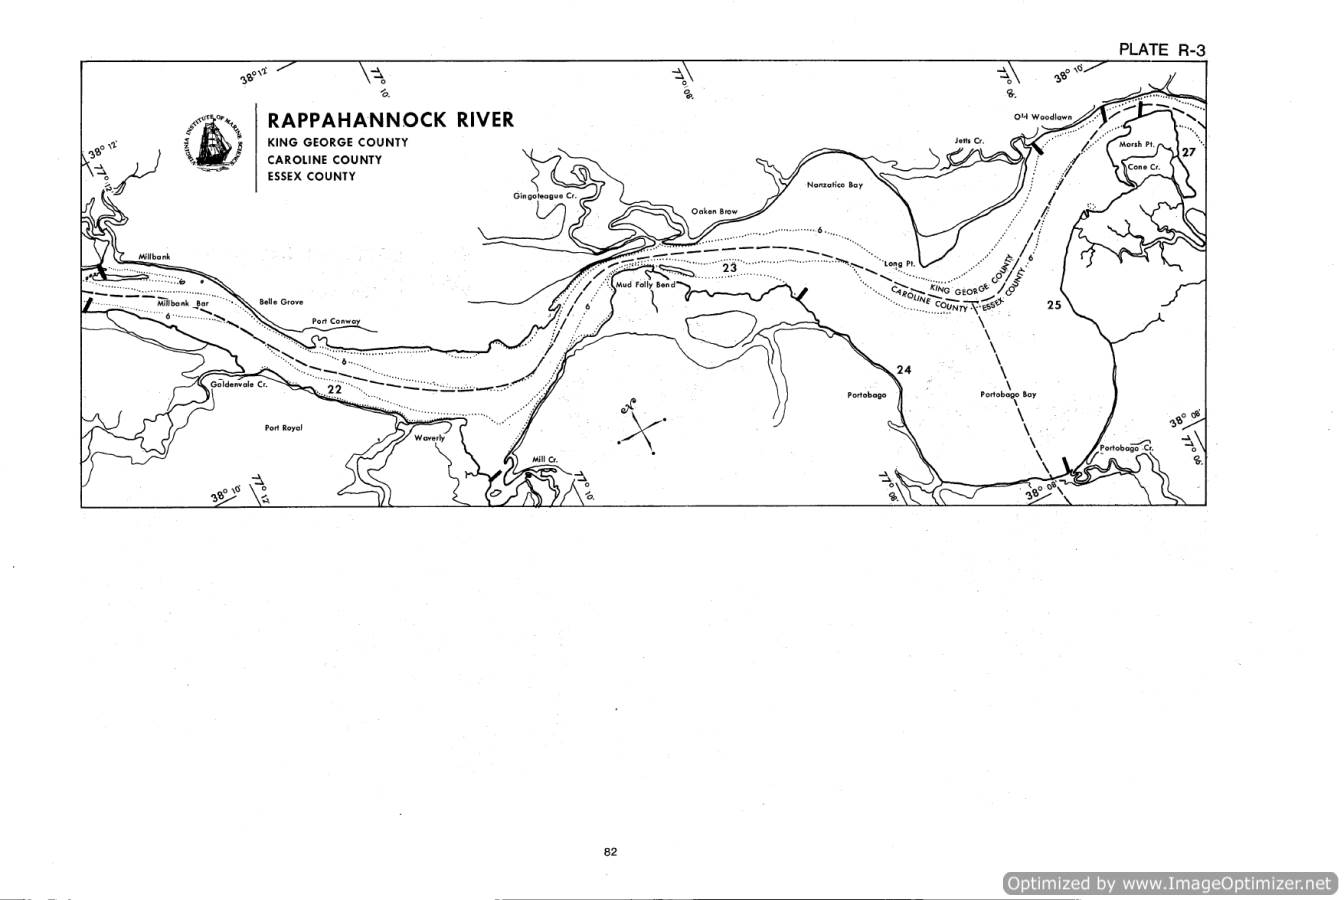 PLATE R-3
38° 12'
77° 10'
77° 08'
77° 06'
38° 10'
VIRGINIA INSTITUTE OF MARINE SCIENCE
RAPPAHANNOCK RIVER
KING GEORGE COUNTY
CAROLINE COUNTY
ESSEX COUNTY
38° 12'
77° 12'
Old Woodlawn
Jetts Cr.
Marsh Pt.
27
Cone Cr.
Nanzatico Bay
Gingoteague Cr.
Oaken Brow
6
Millbank
Long Pt.
23
KING GEORGE COUNTY
6
6
Mud Fally Bend
CAROLINE COUNTY
ESSEX COUNTY
Millbank Bar
Belle Grove
6
25
6
Port Conway
6
24
Goldenvale Cr.
22
Portobago
Portobago Bay
N
38° 08'
Port Royal
Waverly
77° 06'
Portobago Cr.
Mill Cr.
38° 10'
77° 12'
77° 10'
77° 08'
38° 08'
82
Optimized by www.ImageOptimizer.net